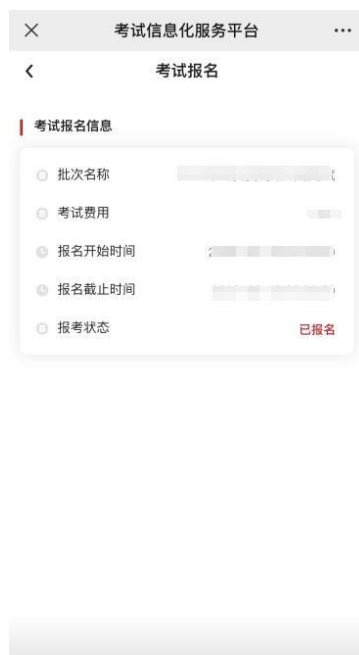 考试信息化服务平台
考试报名
考试报名信息
批次名称
考试费用
报名开始时间
报名截止时间
报考状态 已报名